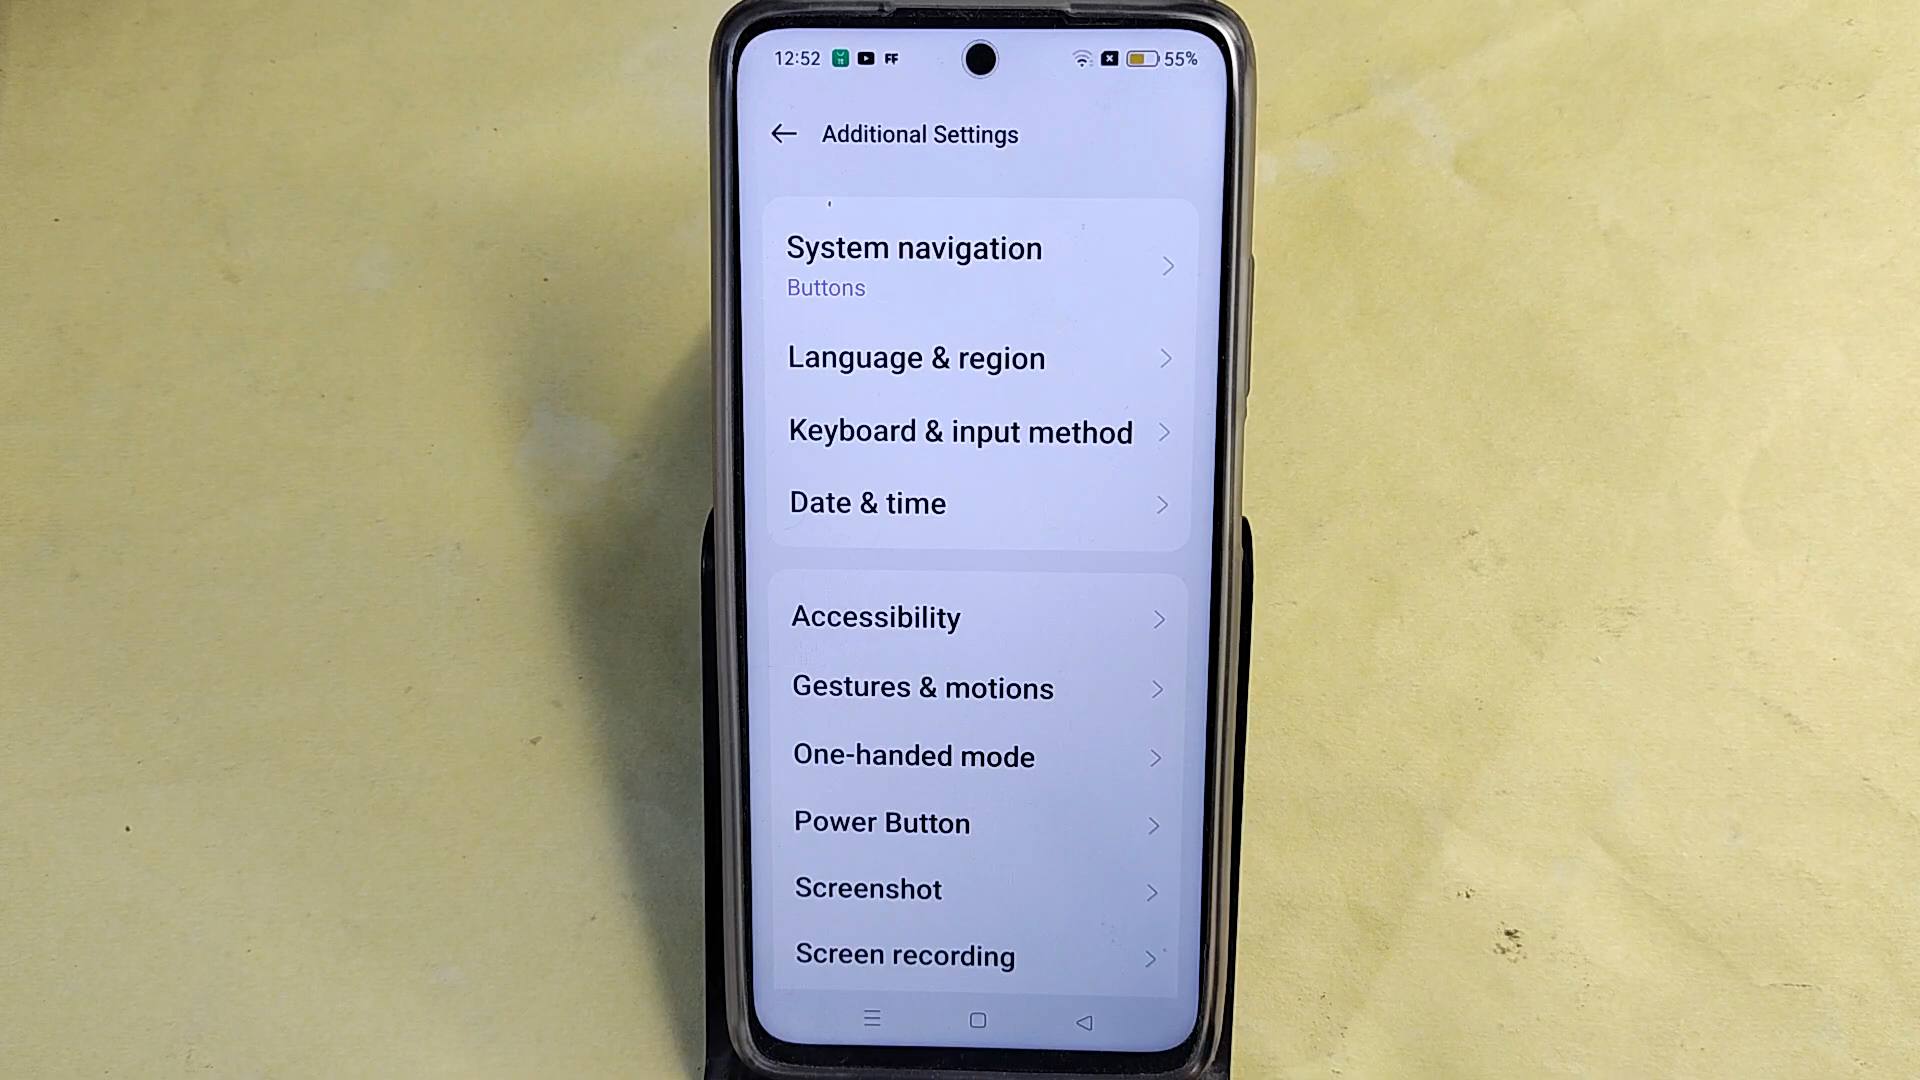 12:52 FF 55%
Additional Settings
System navigation
Buttons
Language & region
Keyboard & input method
Date & time
Accessibility
Gestures & motions
One-handed mode
Power Button
Screenshot
Screen recording